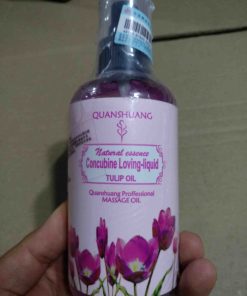 QUANSHUANG
Natural essence
Concubine Loving-liquid
TULIP OIL
Quanshuang Professional
MASSAGE OIL